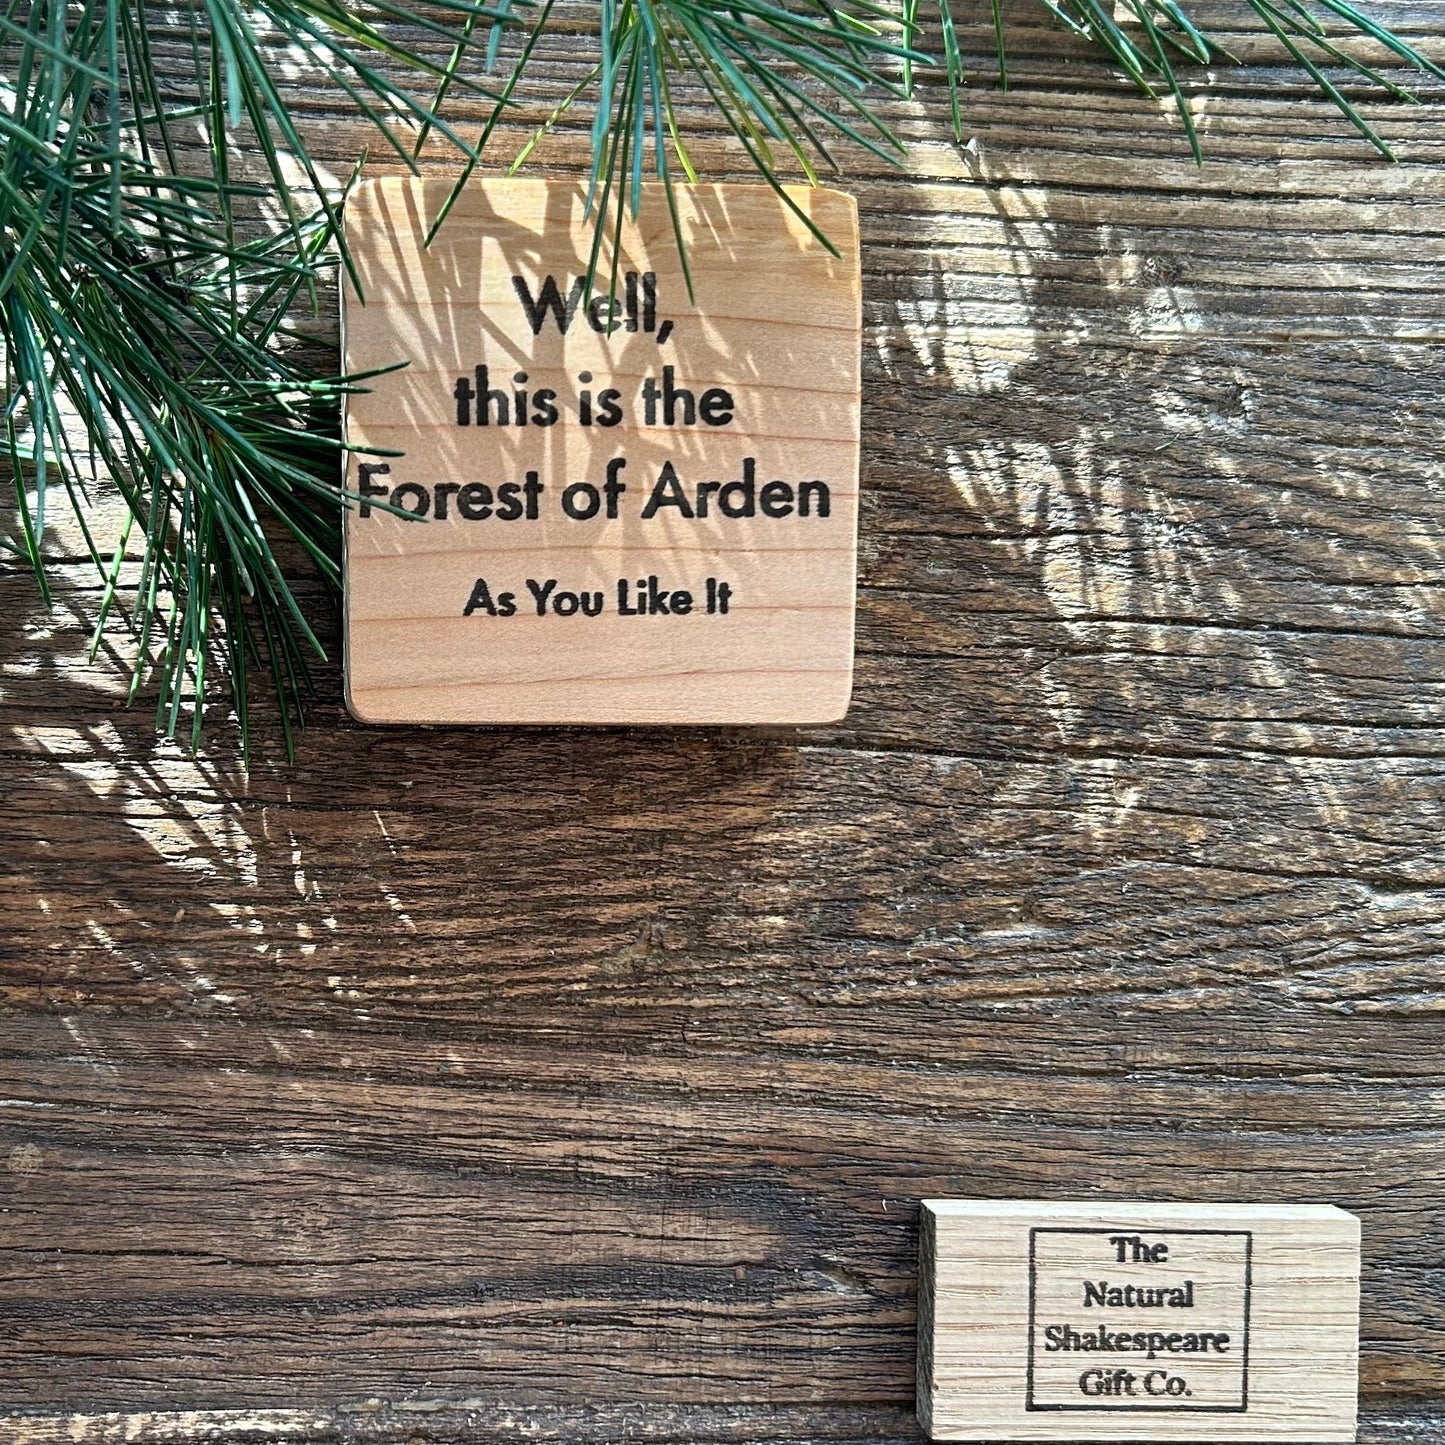 Well,
this is the
Forest of Arden
As You Like It
The
Natural
Shakespeare
Gift Co.